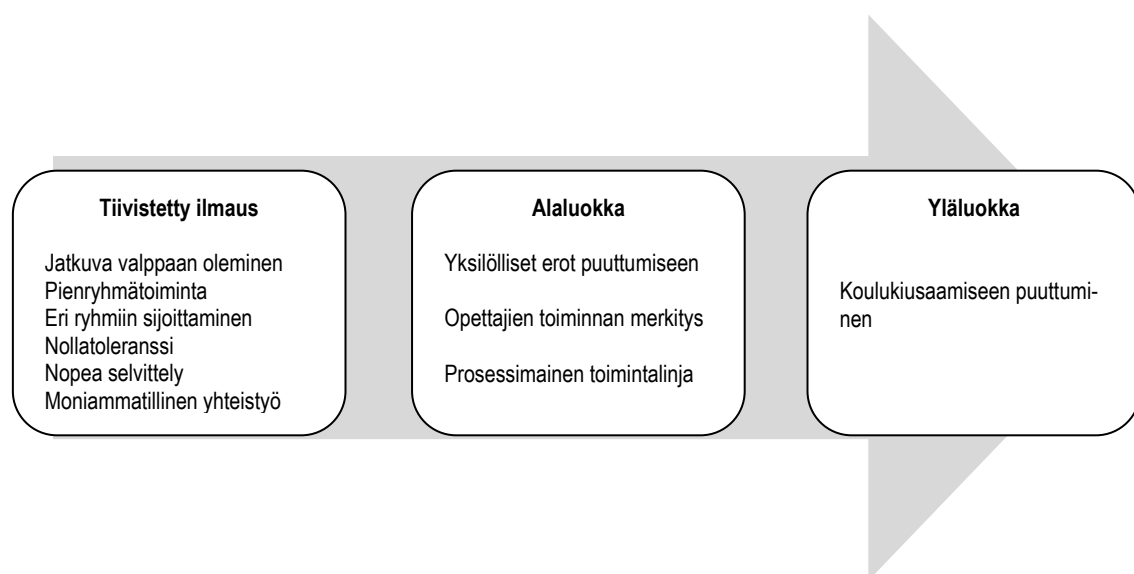 Tiivistetty ilmaus
Jatkuva valppaan oleminen
Pienryhmätoiminta
Eri ryhmiin sijoittaminen
Nollatoleranssi
Nopea selvittely
Moniammatillinen yhteistyö
Alaluokka
Yksilölliset erot puuttumiseen
Opettajien toiminnan merkitys
Prosessimainen toimintalinja
Yläluokka
Koulukiusaamiseen puuttumi-
nen